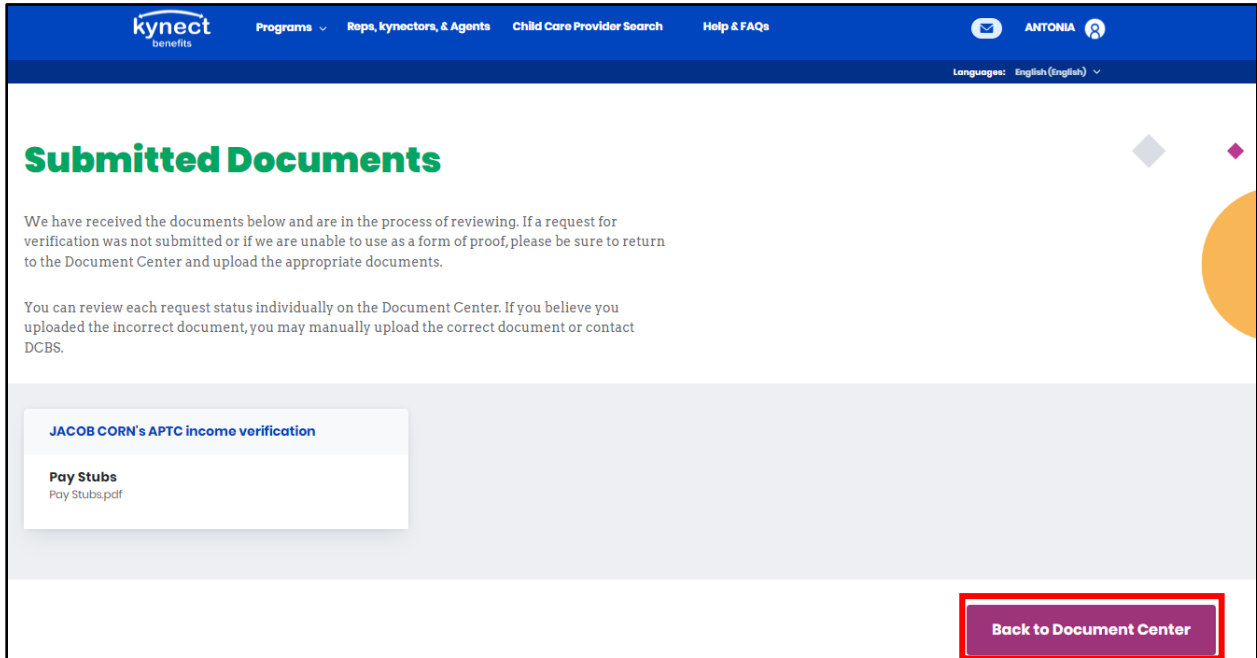 kynect
benefits
Programs
Reps, kynectors, & Agents
Child Care Provider Search
Help & FAQs
ANTONIA
Languages: English (English)
Submitted Documents
We have received the documents below and are in the process of reviewing. If a request for
verification was not submitted or if we are unable to use as a form of proof, please be sure to return
to the Document Center and upload the appropriate documents.
You can review each request status individually on the Document Center. If you believe you
uploaded the incorrect document, you may manually upload the correct document or contact
DCBS.
JACOB CORN's APTC income verification
Pay Stubs
Pay Stubs.pdf
Back to Document Center